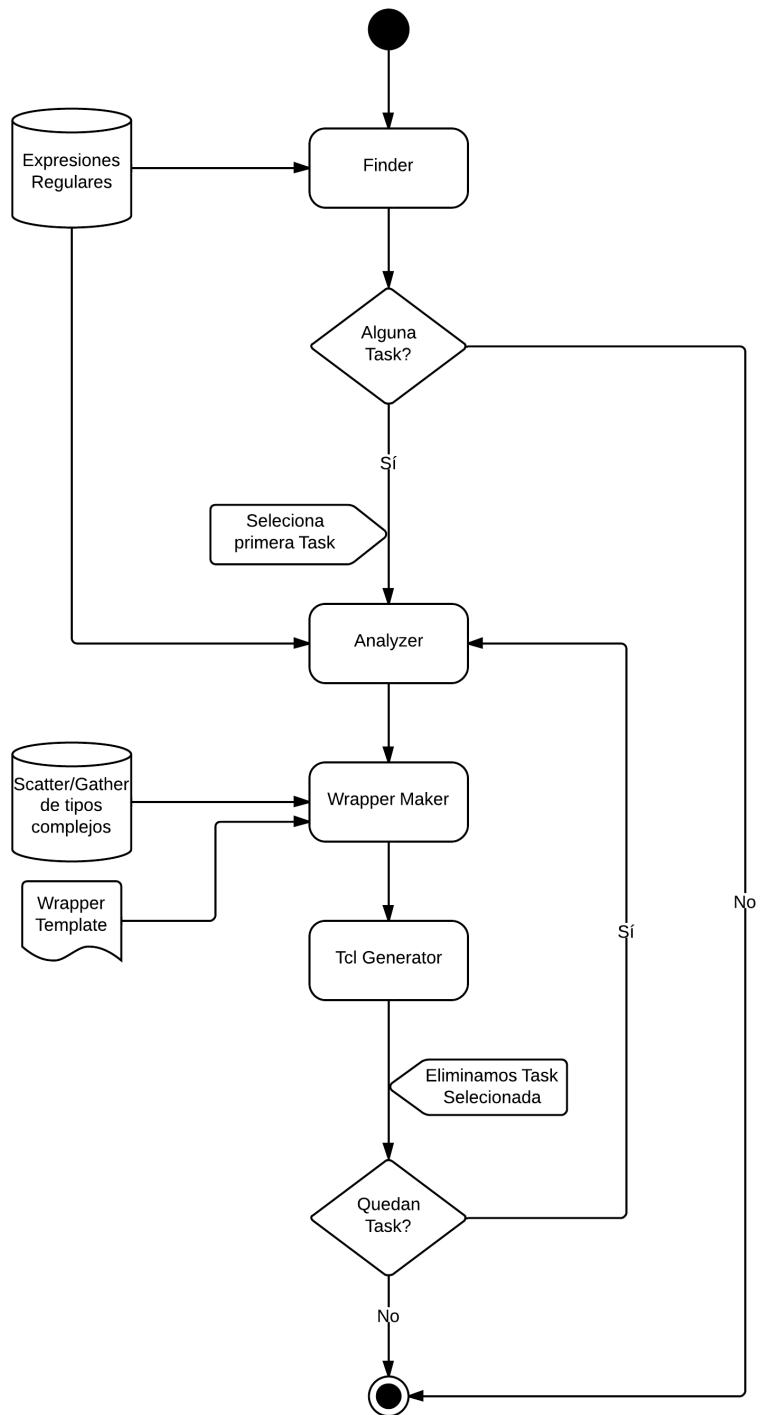 Expresiones
Regulares
Finder
Alguna
Task?
Sí
Seleciona
primera Task
Analyzer
Scatter/Gather
de tipos
complejos
Wrapper Maker
Wrapper
Template
No
Sí
Tcl Generator
Eliminamos Task
Selecionada
Quedan
Task?
No